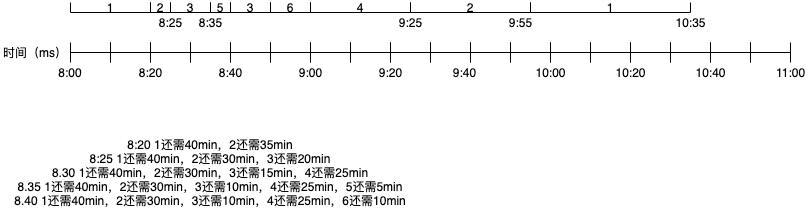 1 2 3 5 3 6 4 2 1
8:25 8:35 9:25 9:55 10:35
时间（ms）
8:00 8:20 8:40 9:00 9:20 9:40 10:00 10:20 10:40 11:00
8:20 1还需40min，2还需35min
8:25 1还需40min，2还需30min，3还需20min
8.30 1还需40min，2还需30min，3还需15min，4还需25min
8.35 1还需40min，2还需30min，3还需10min，4还需25min，5还需5min
8.40 1还需40min，2还需30min，3还需10min，4还需25min，6还需10min